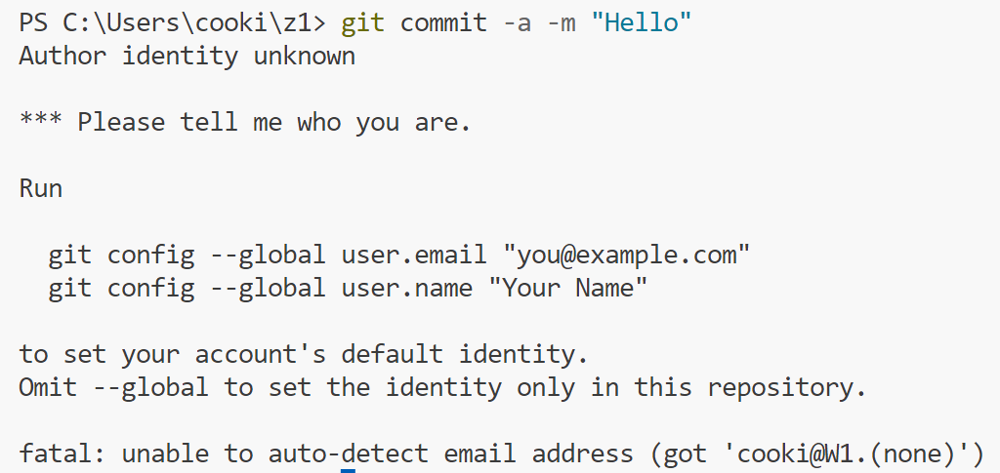 PS C:\Users\cooki\z1> git commit -a -m "Hello"
Author identity unknown
*** Please tell me who you are.
Run
git config --global user.email "you@example.com"
git config --global user.name "Your Name"
to set your account's default identity.
Omit --global to set the identity only in this repository.
fatal: unable to auto-detect email address (got 'cooki@W1.(none)')